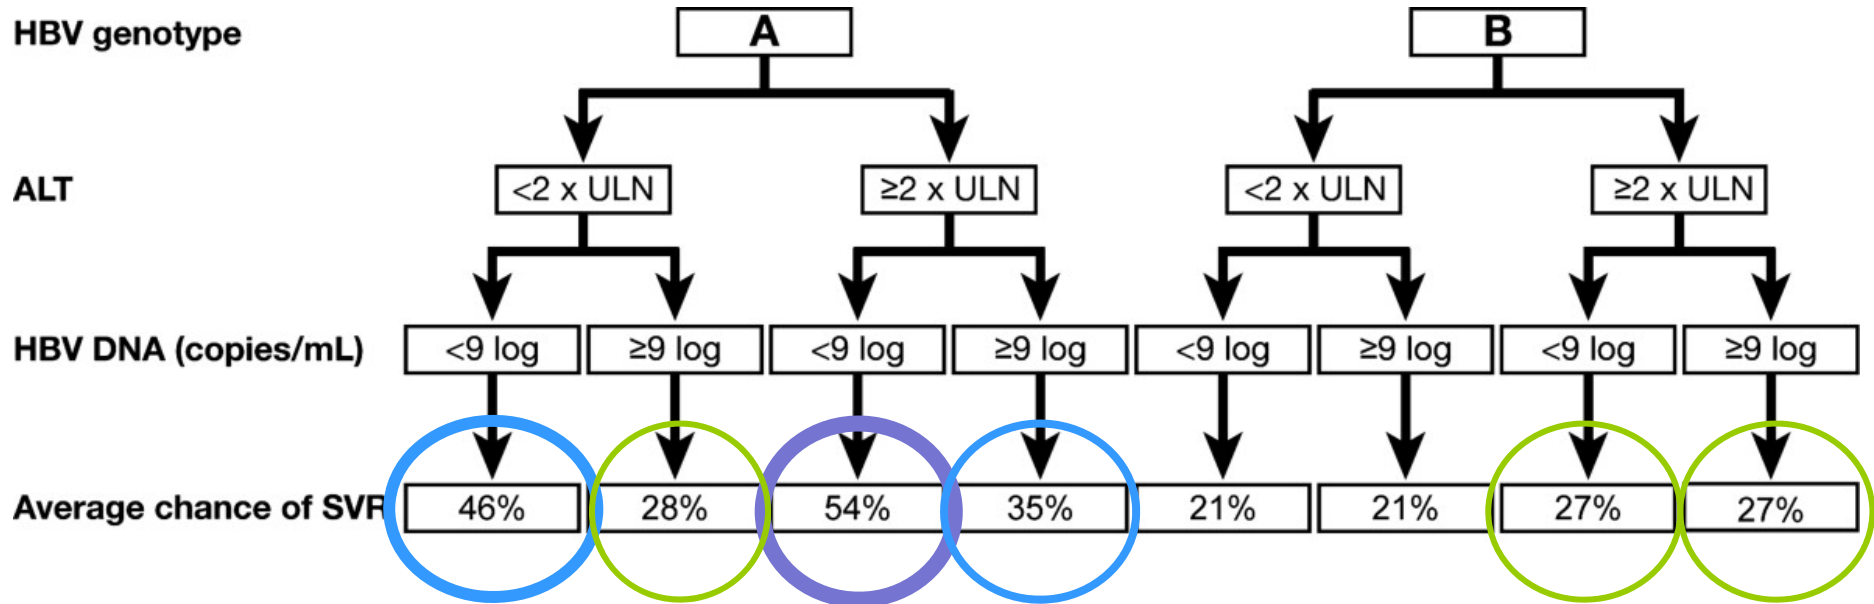 HBV genotype A B
ALT <2 x ULN ≥2 x ULN <2 x ULN ≥2 x ULN
HBV DNA (copies/mL) <9 log ≥9 log <9 log ≥9 log <9 log ≥9 log <9 log ≥9 log
Average chance of SVR 46% 28% 54% 35% 21% 21% 27% 27%